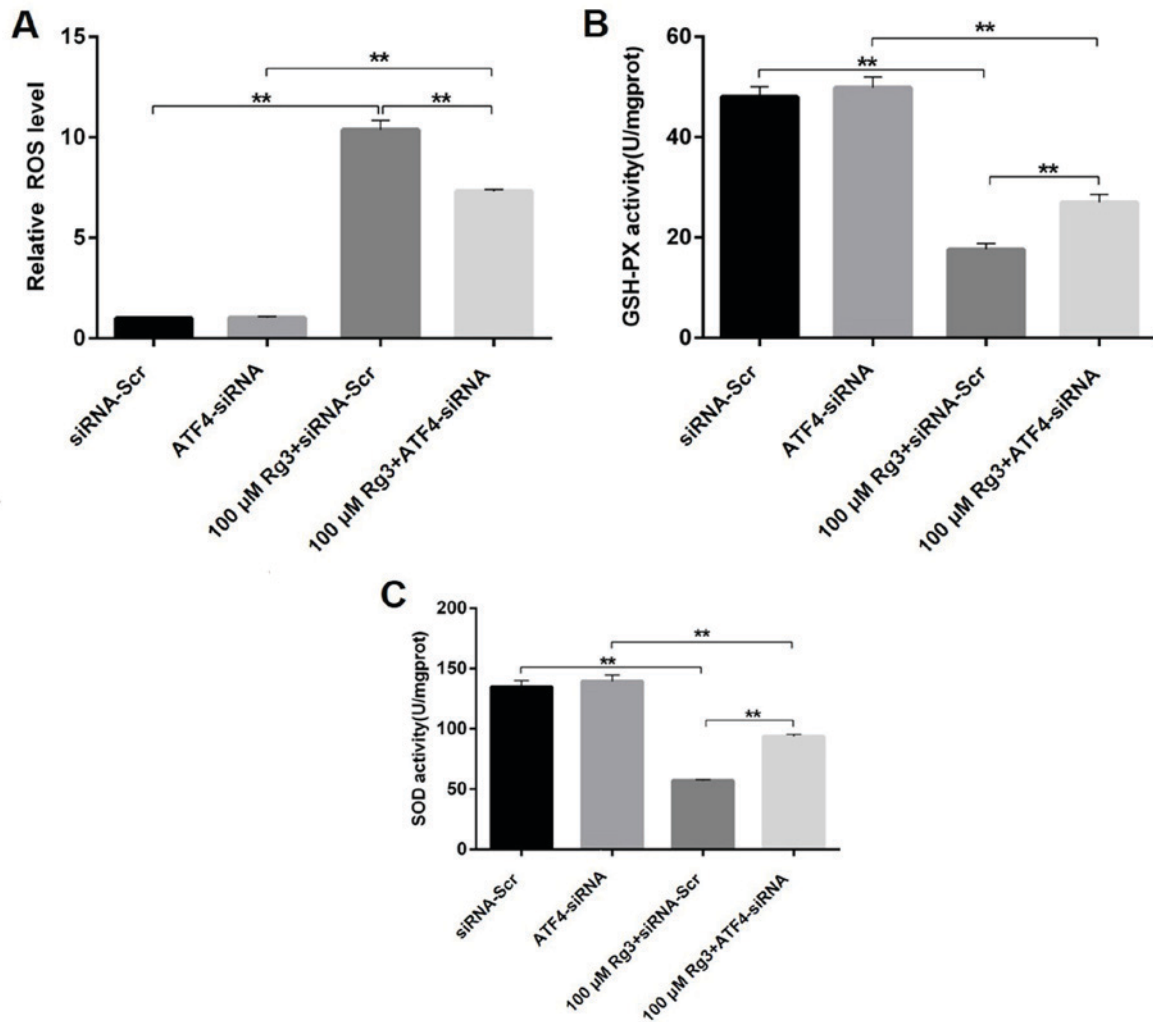 A
Relative ROS level
15
10
5
0
**
**
**
siRNA-Scr
ATF4-siRNA
100 μM Rg3+siRNA-Scr
100 μM Rg3+ATF4-siRNA
B
GSH-PX activity(U/mgprot)
60
40
20
0
**
**
**
siRNA-Scr
ATF4-siRNA
100 μM Rg3+siRNA-Scr
100 μM Rg3+ATF4-siRNA
C
SOD activity(U/mgprot)
200
150
100
50
0
**
**
**
siRNA-Scr
ATF4-siRNA
100 μM Rg3+siRNA-Scr
100 μM Rg3+ATF4-siRNA